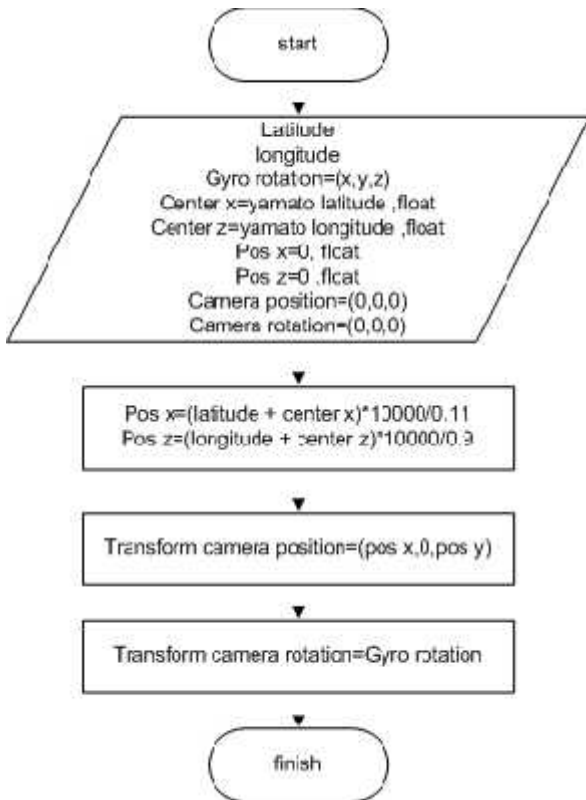 start
Latitude
longitude
Gyro rotation=(x,y,z)
Center x=yamato latitude ,float
Center z=yamato longitude ,float
Pos x=0, float
Pos z=0 ,float
Camera position=(0,0,0)
Camera rotation=(0,0,0)
Pos x=(latitude + center x)*10000/0.11
Pos z=(longitude + center z)*10000/0.9
Transform camera position=(pos x,0,pos y)
Transform camera rotation=Gyro rotation
finish